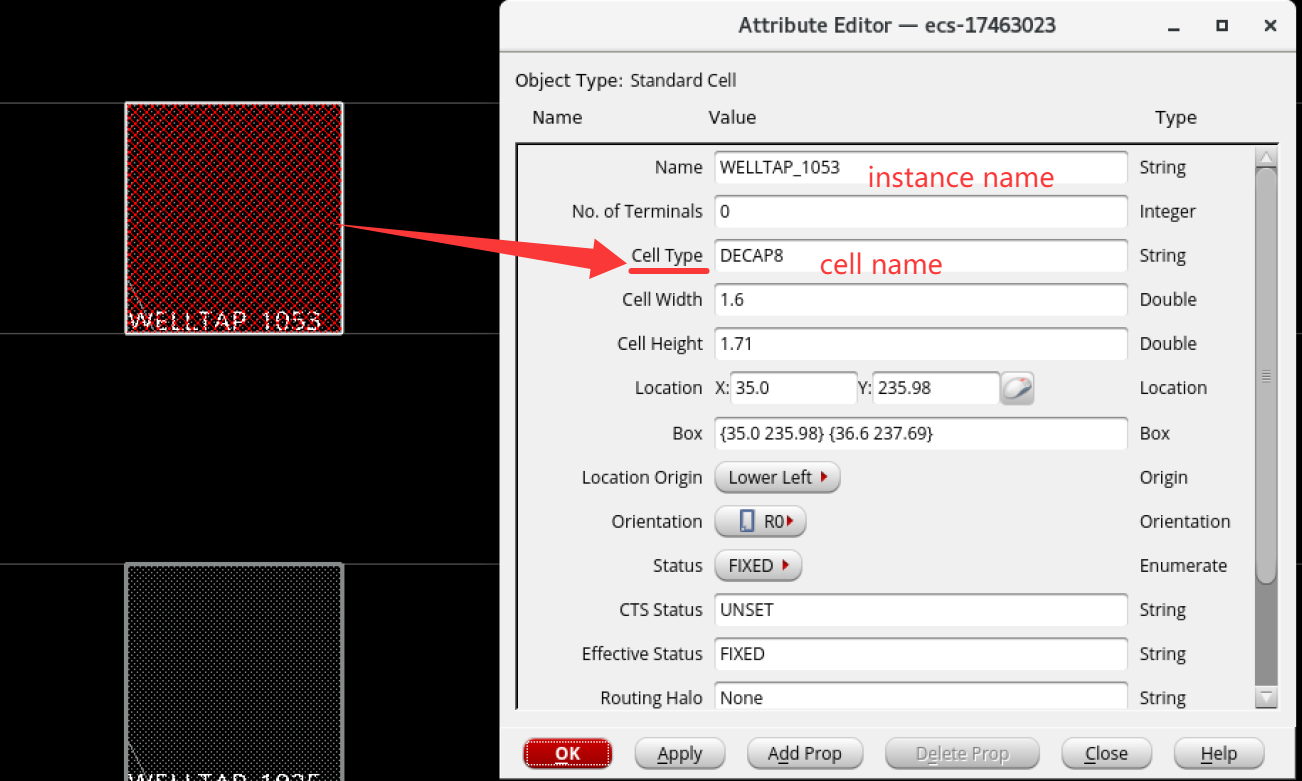 Attribute Editor — ecs-17463023
Object Type: Standard Cell
Name Value Type
Name WELLTAP_1053 instance name String
No. of Terminals 0 Integer
Cell Type DECAP8 cell name String
Cell Width 1.6 Double
Cell Height 1.71 Double
Location X: 35.0 Y: 235.98 Location
Box {35.0 235.98} {36.6 237.69} Box
Location Origin Lower Left Origin
Orientation R0 Orientation
Status FIXED Enumerate
CTS Status UNSET String
Effective Status FIXED String
Routing Halo None String
OK Apply Add Prop Delete Prop Close Help
WELLTAP_1053